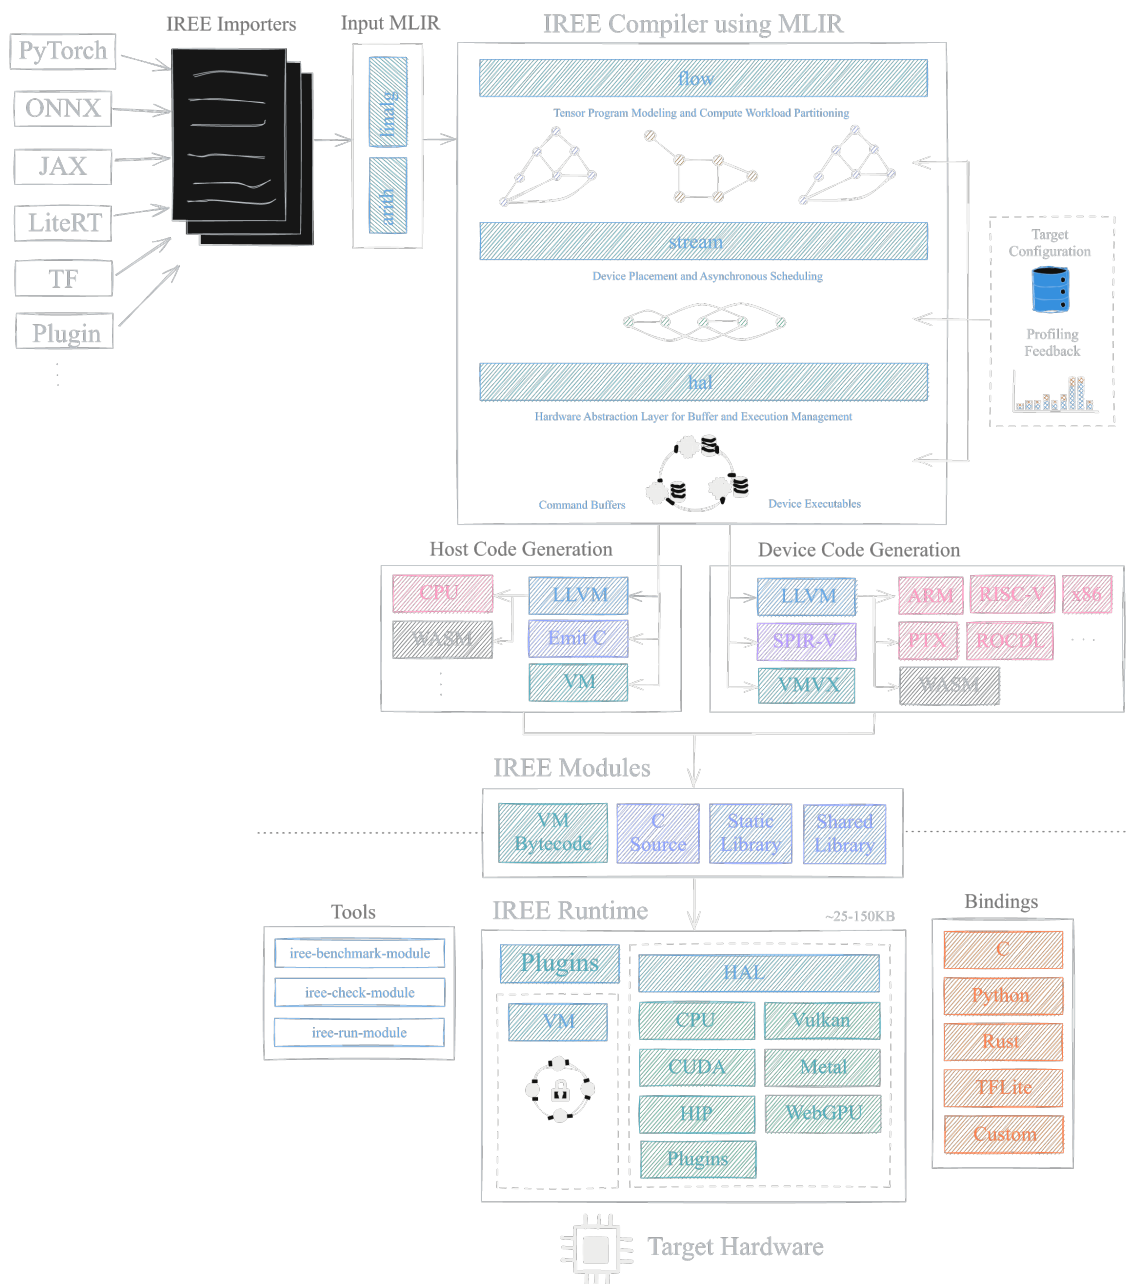 IREE Importers
Input MLIR
IREE Compiler using MLIR
PyTorch
ONNX
JAX
LiteRT
TF
Plugin
linalg
arith
flow
Tensor Program Modeling and Compute Workload Partitioning
stream
Device Placement and Asynchronous Scheduling
hal
Hardware Abstraction Layer for Buffer and Execution Management
Command Buffers
Device Executables
Target
Configuration
Profiling
Feedback
Host Code Generation
CPU
LLVM
WASM
Emit C
VM
Device Code Generation
LLVM
ARM
RISC-V
x86
SPIR-V
PTX
ROCDL
VMVX
WASM
IREE Modules
VM
Bytecode
C
Source
Static
Library
Shared
Library
Tools
iree-benchmark-module
iree-check-module
iree-run-module
IREE Runtime
~25-150KB
Plugins
VM
HAL
CPU
Vulkan
CUDA
Metal
HIP
WebGPU
Plugins
Bindings
C
Python
Rust
TFLite
Custom
Target Hardware